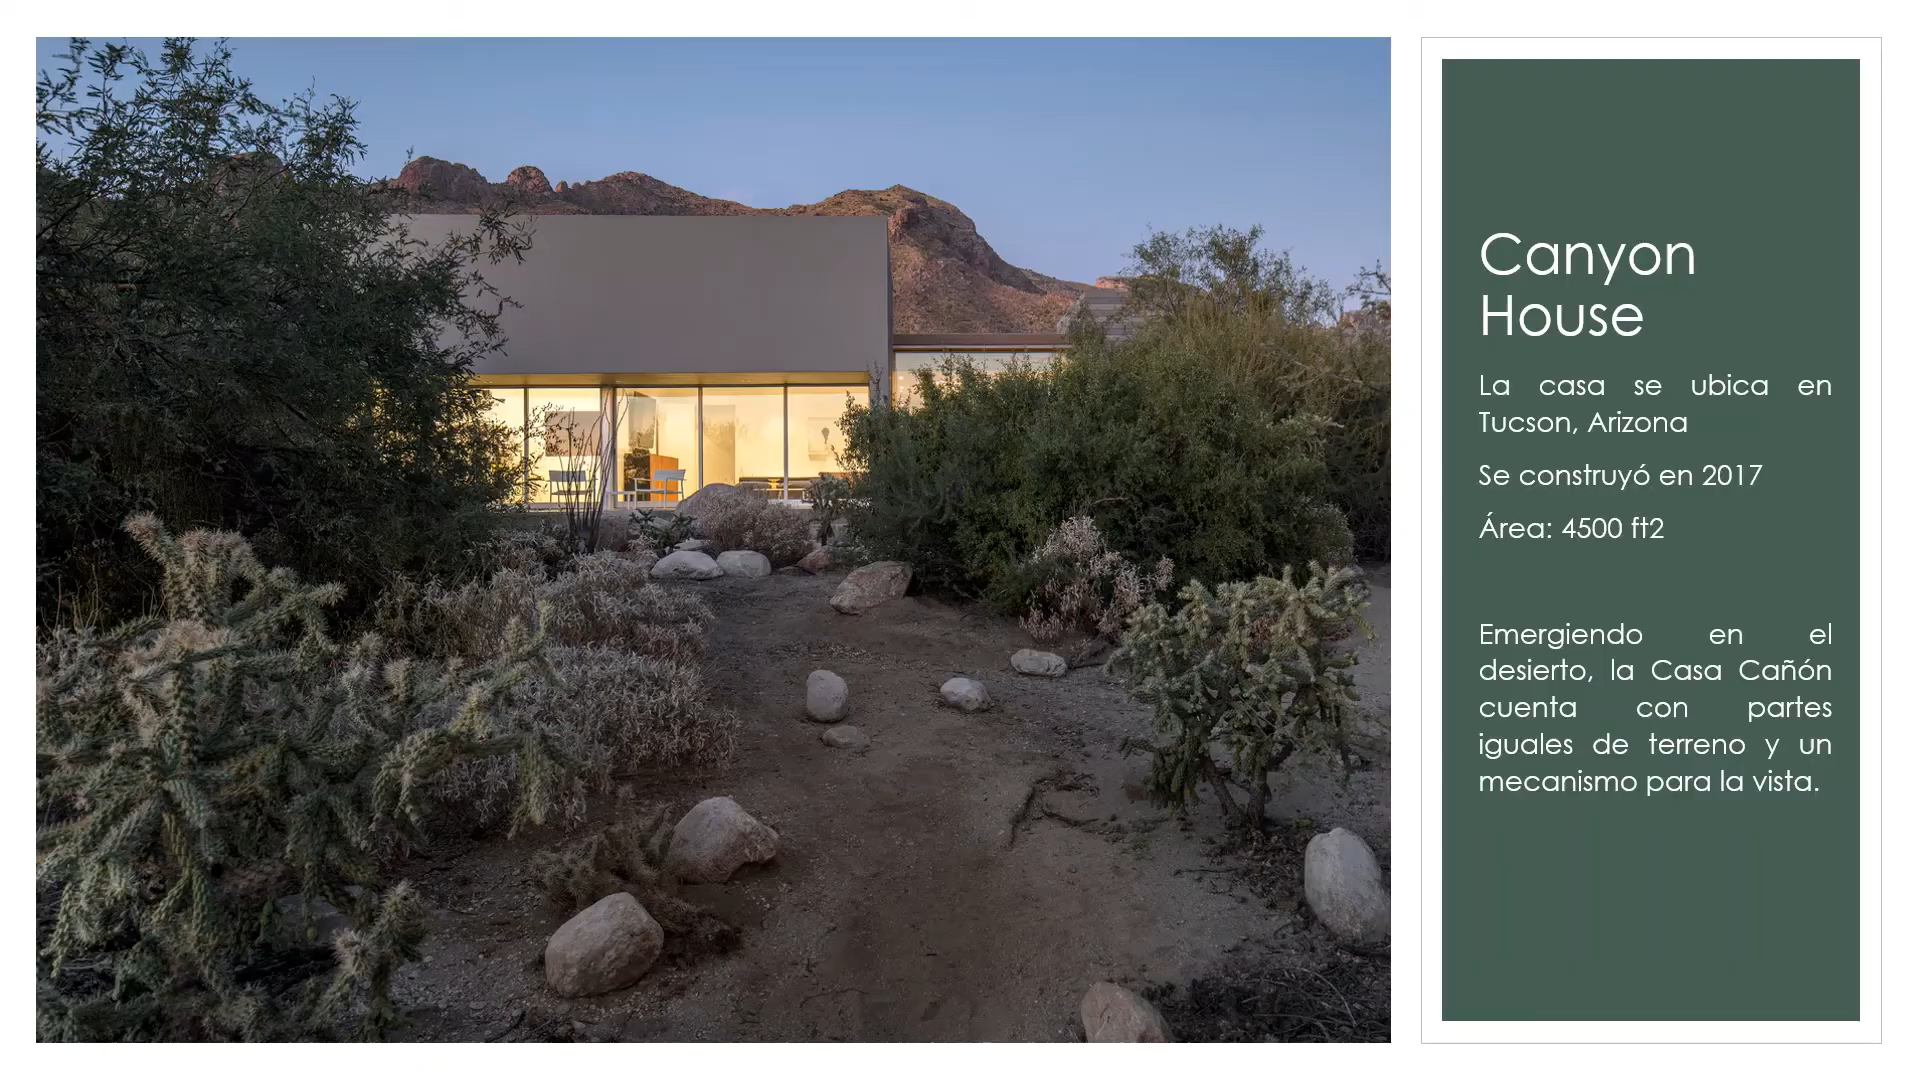 Canyon
House
La casa se ubica en
Tucson, Arizona
Se construyó en 2017
Área: 4500 ft2
Emergiendo en el
desierto, la Casa Cañón
cuenta con partes
iguales de terreno y un
mecanismo para la vista.